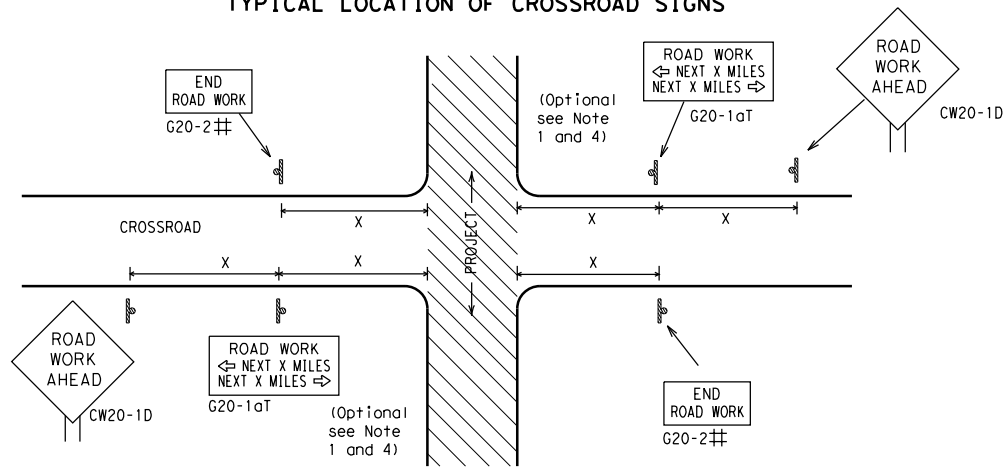 TYPICAL LOCATION OF CROSSROAD SIGNS
END
ROAD WORK
G20-2#
ROAD WORK
⇦ NEXT X MILES
NEXT X MILES ⇨
G20-1aT
(Optional
see Note
1 and 4)
ROAD
WORK
AHEAD
CW20-1D
X
X
X
CROSSROAD
PROJECT
X
X
X
ROAD
WORK
AHEAD
CW20-1D
ROAD WORK
⇦ NEXT X MILES
NEXT X MILES ⇨
G20-1aT
(Optional
see Note
1 and 4)
END
ROAD WORK
G20-2#